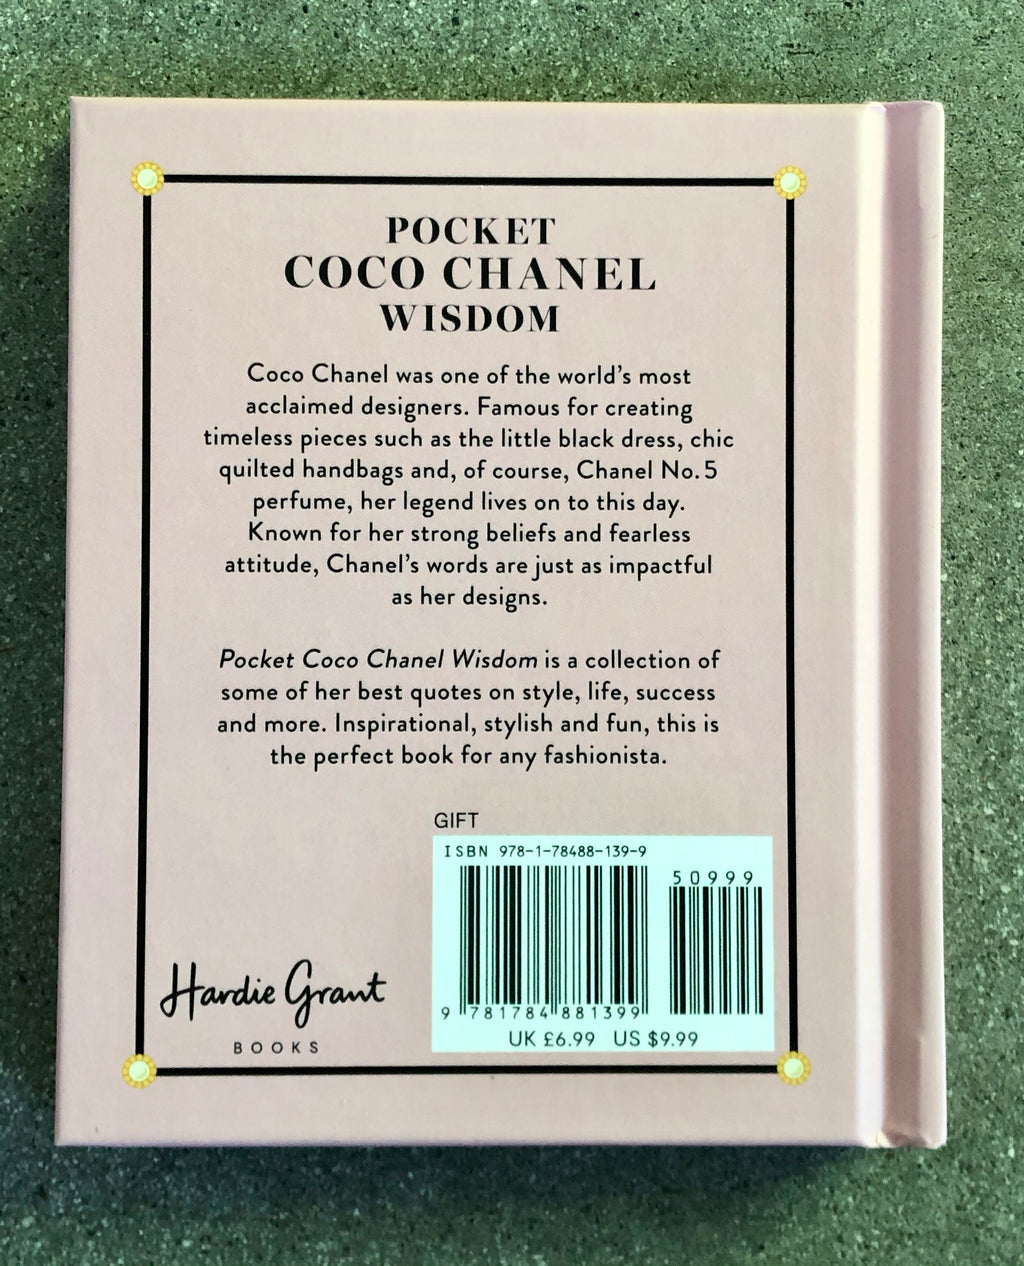 POCKET
COCO CHANEL
WISDOM
Coco Chanel was one of the world's most
acclaimed designers. Famous for creating
timeless pieces such as the little black dress, chic
quilted handbags and, of course, Chanel No. 5
perfume, her legend lives on to this day.
Known for her strong beliefs and fearless
attitude, Chanel's words are just as impactful
as her designs.
Pocket Coco Chanel Wisdom is a collection of
some of her best quotes on style, life, success
and more. Inspirational, stylish and fun, this is
the perfect book for any fashionista.
GIFT
ISBN 978-1-78488-139-9
50999
9 781784 881399
UK £6.99 US $9.99
Hardie Grant
BOOKS